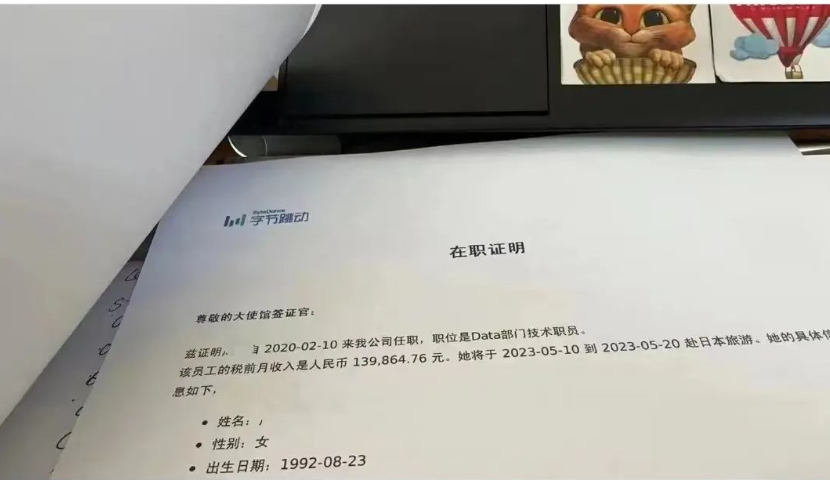 字节跳动
在职证明
尊敬的大使馆签证官：
兹证明 自 2020-02-10 来我公司任职，职位是Data部门技术职员。
该员工的税前月收入是人民币 139,864.76 元。她将于 2023-05-10 到 2023-05-20 赴日本旅游。她的具体信
息如下，
• 姓名：
• 性别：女
• 出生日期：1992-08-23